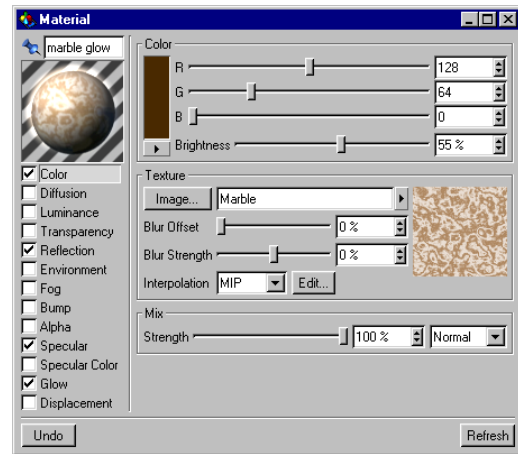 Material
marble glow
Color
Diffusion
Luminance
Transparency
Reflection
Environment
Fog
Bump
Alpha
Specular
Specular Color
Glow
Displacement
Color
R 128
G 64
B 0
Brightness 55 %
Texture
Image... Marble
Blur Offset 0 %
Blur Strength 0 %
Interpolation MIP Edit...
Mix
Strength 100 % Normal
Undo Refresh